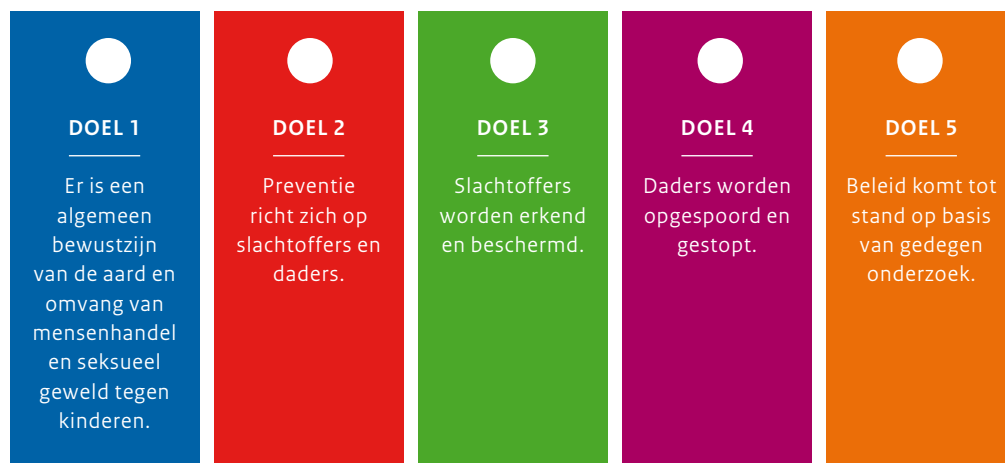 DOEL 1
Er is een
algemeen
bewustzijn
van de aard en
omvang van
mensenhandel
en seksueel
geweld tegen
kinderen.
DOEL 2
Preventie
richt zich op
slachtoffers en
daders.
DOEL 3
Slachtoffers
worden erkend
en beschermd.
DOEL 4
Daders worden
opgespoord en
gestopt.
DOEL 5
Beleid komt tot
stand op basis
van gedegen
onderzoek.